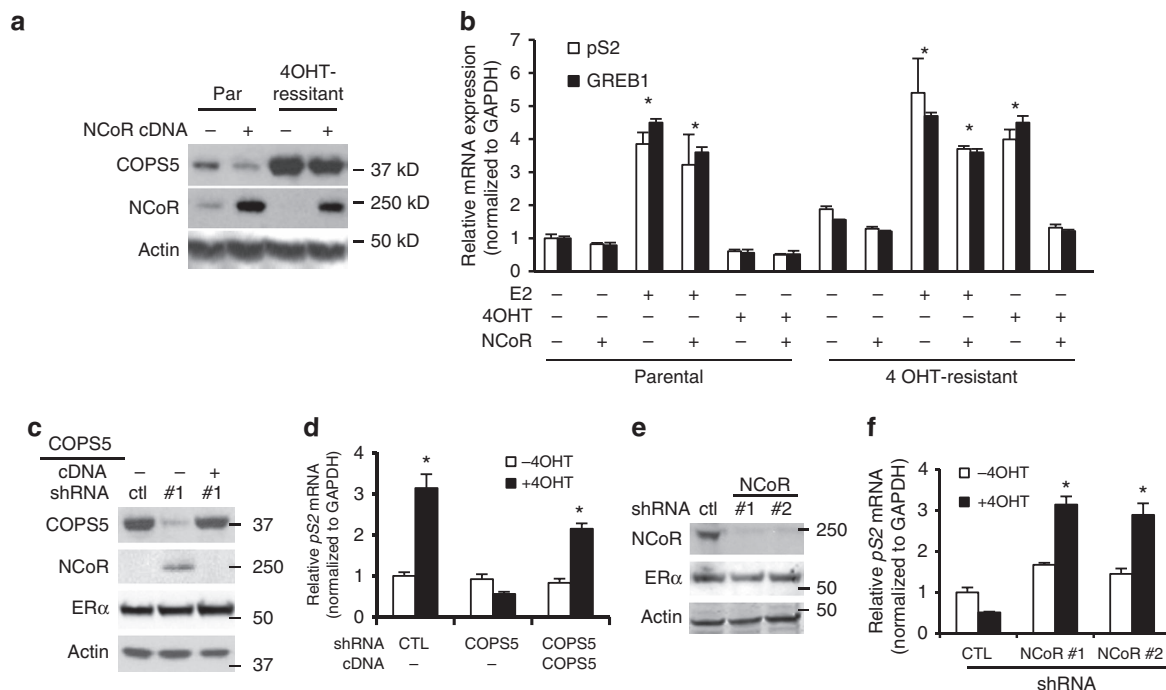 a
Par
4OHT-
ressitant
NCoR cDNA – + – +
COPS5
37 kD
NCoR
250 kD
50 kD
Actin
b
Relative mRNA expression
(normalized to GAPDH)
7
6
5
4
3
2
1
0
pS2
GREB1
* * * * *
E2 – – + + – – – – + + – –
4OHT – – – – + + – – – – + +
NCoR – + – + – + – + – + – +
Parental
4 OHT-resistant
c
COPS5
cDNA – – +
shRNA ctl #1 #1
COPS5
37
NCoR
250
ERα
50
Actin
37
d
Relative pS2 mRNA
(normalized to GAPDH)
4
3
2
1
0
–4OHT
+4OHT
* *
shRNA CTL COPS5 COPS5
cDNA – – COPS5
e
NCoR
shRNA ctl #1 #2
NCoR
250
ERα
50
50
Actin
f
Relative pS2 mRNA
(normalized to GAPDH)
4
3
2
1
0
–4OHT
+4OHT
* *
CTL NCoR #1 NCoR #2
shRNA